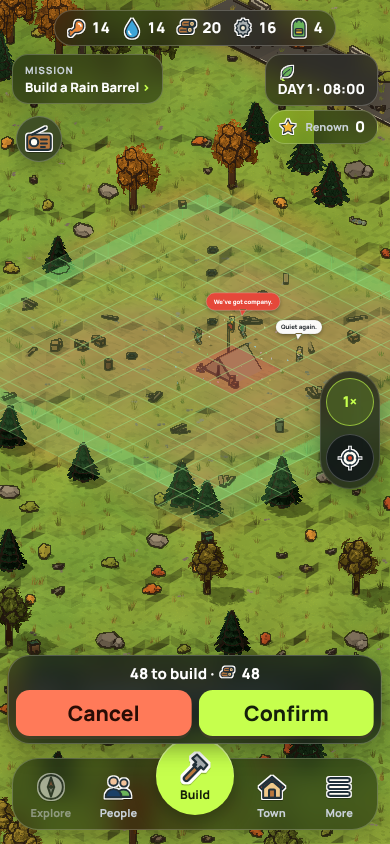 14 14 20 16 4
MISSION
Build a Rain Barrel ›
DAY 1 · 08:00
Renown 0
We've got company.
Quiet again.
1×
48 to build · 48
Cancel Confirm
Explore People Build Town More